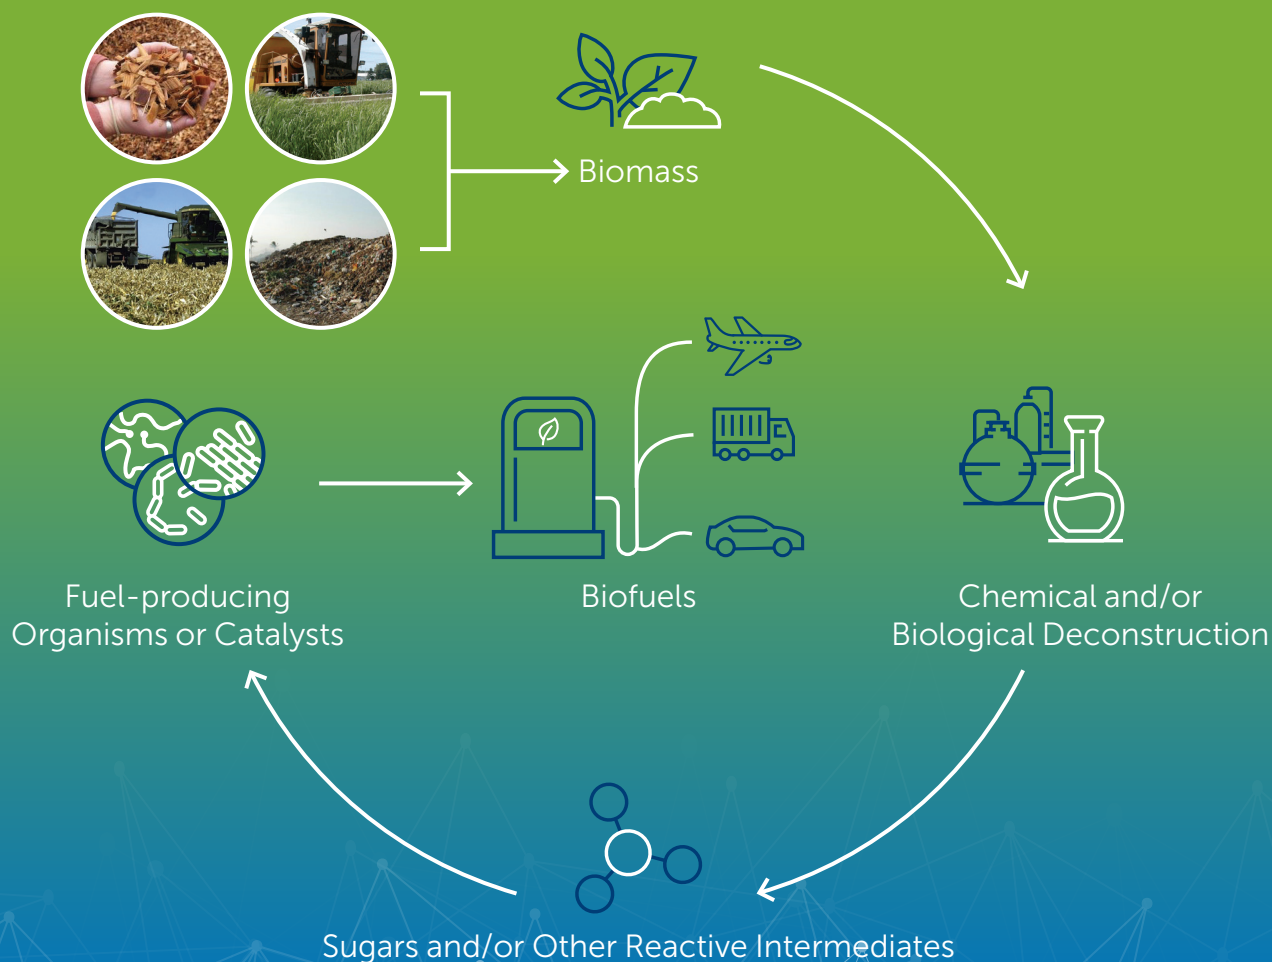 Biomass
Fuel-producing
Organisms or Catalysts
Biofuels
Chemical and/or
Biological Deconstruction
Sugars and/or Other Reactive Intermediates